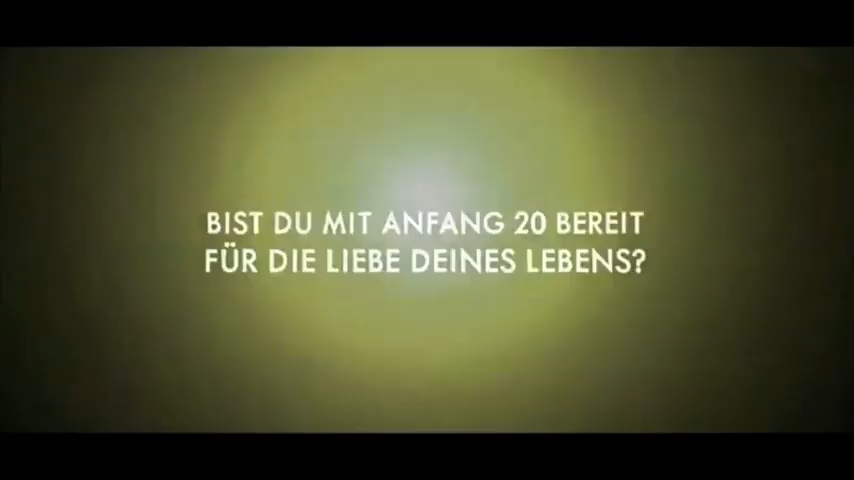 BIST DU MIT ANFANG 20 BEREIT
FÜR DIE LIEBE DEINES LEBENS?